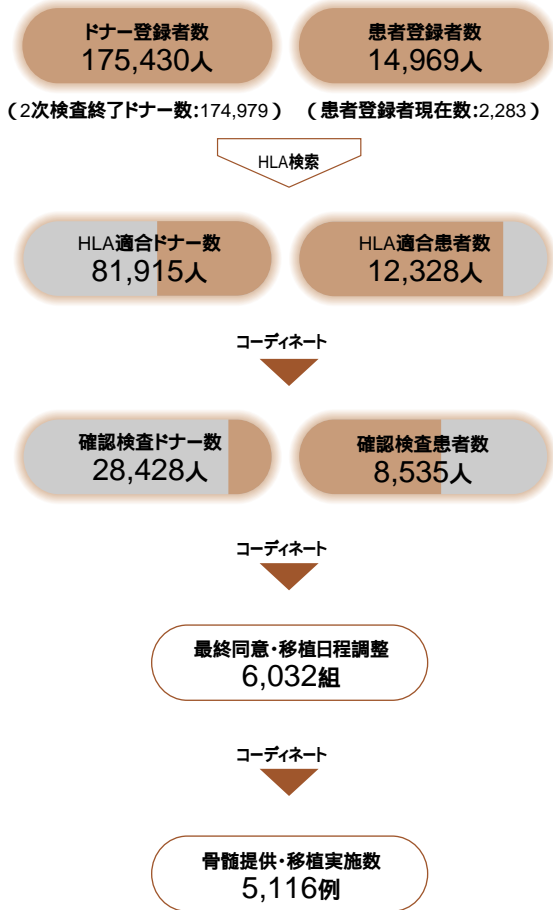 ドナー登録者数
175,430人
患者登録者数
14,969人
(2次検査終了ドナー数:174,979)
(患者登録者現在数:2,283)
HLA検索
HLA適合ドナー数
81,915人
HLA適合患者数
12,328人
コーディネート
確認検査ドナー数
28,428人
確認検査患者数
8,535人
コーディネート
最終同意・移植日程調整
6,032組
コーディネート
骨髄提供・移植実施数
5,116例